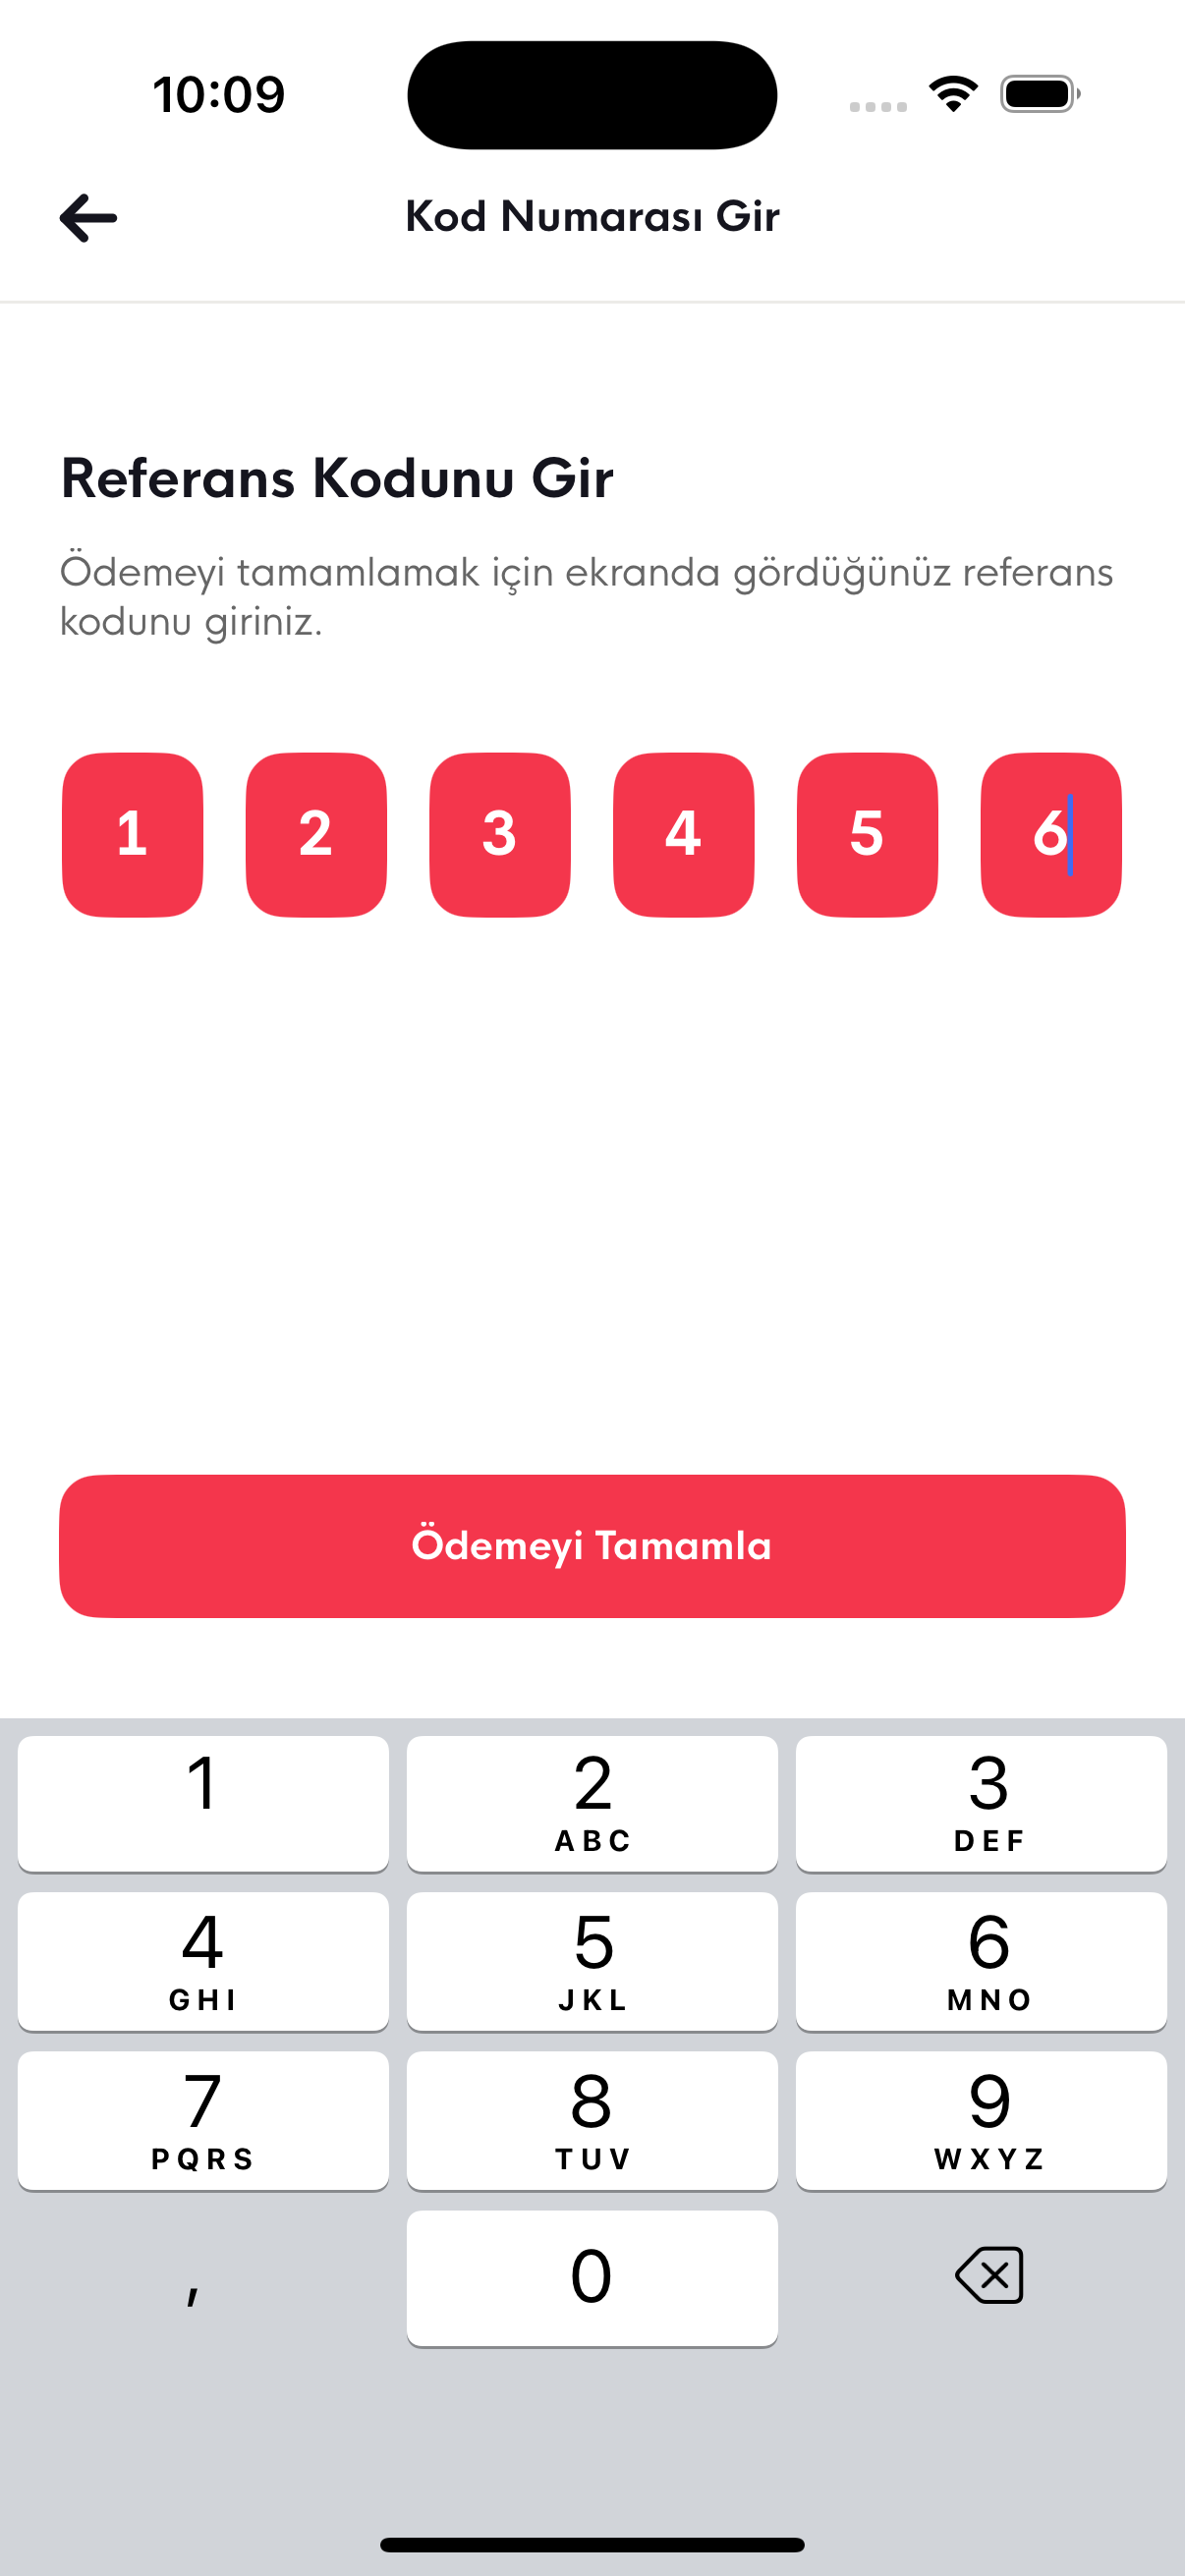 10:09
Kod Numarası Gir
Referans Kodunu Gir
Ödemeyi tamamlamak için ekranda gördüğünüz referans
kodunu giriniz.
1 2 3 4 5 6
Ödemeyi Tamamla
1 2 3
ABC DEF
4 5 6
GHI JKL MNO
7 8 9
PQRS TUV WXYZ
, 0